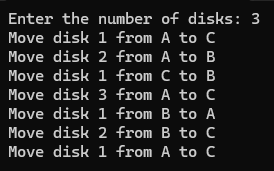 Enter the number of disks: 3
Move disk 1 from A to C
Move disk 2 from A to B
Move disk 1 from C to B
Move disk 3 from A to C
Move disk 1 from B to A
Move disk 2 from B to C
Move disk 1 from A to C